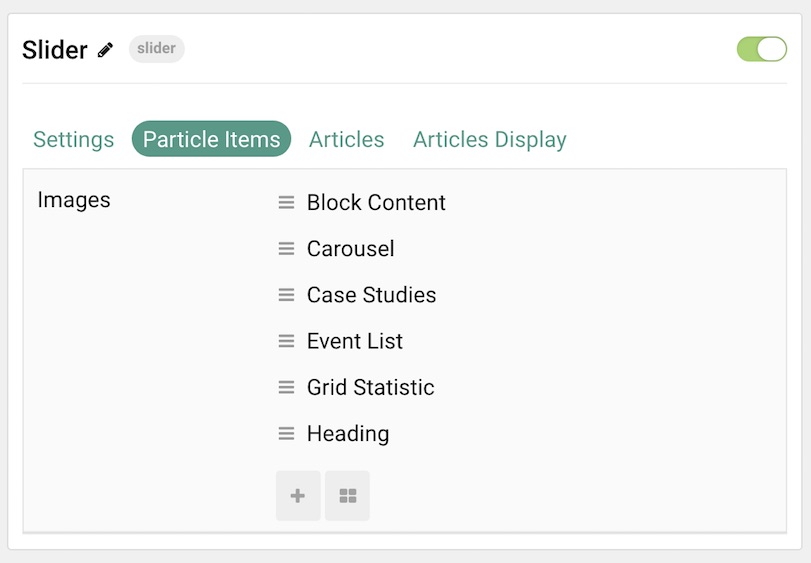 Slider slider
Settings Particle Items Articles Articles Display
Images
Block Content
Carousel
Case Studies
Event List
Grid Statistic
Heading